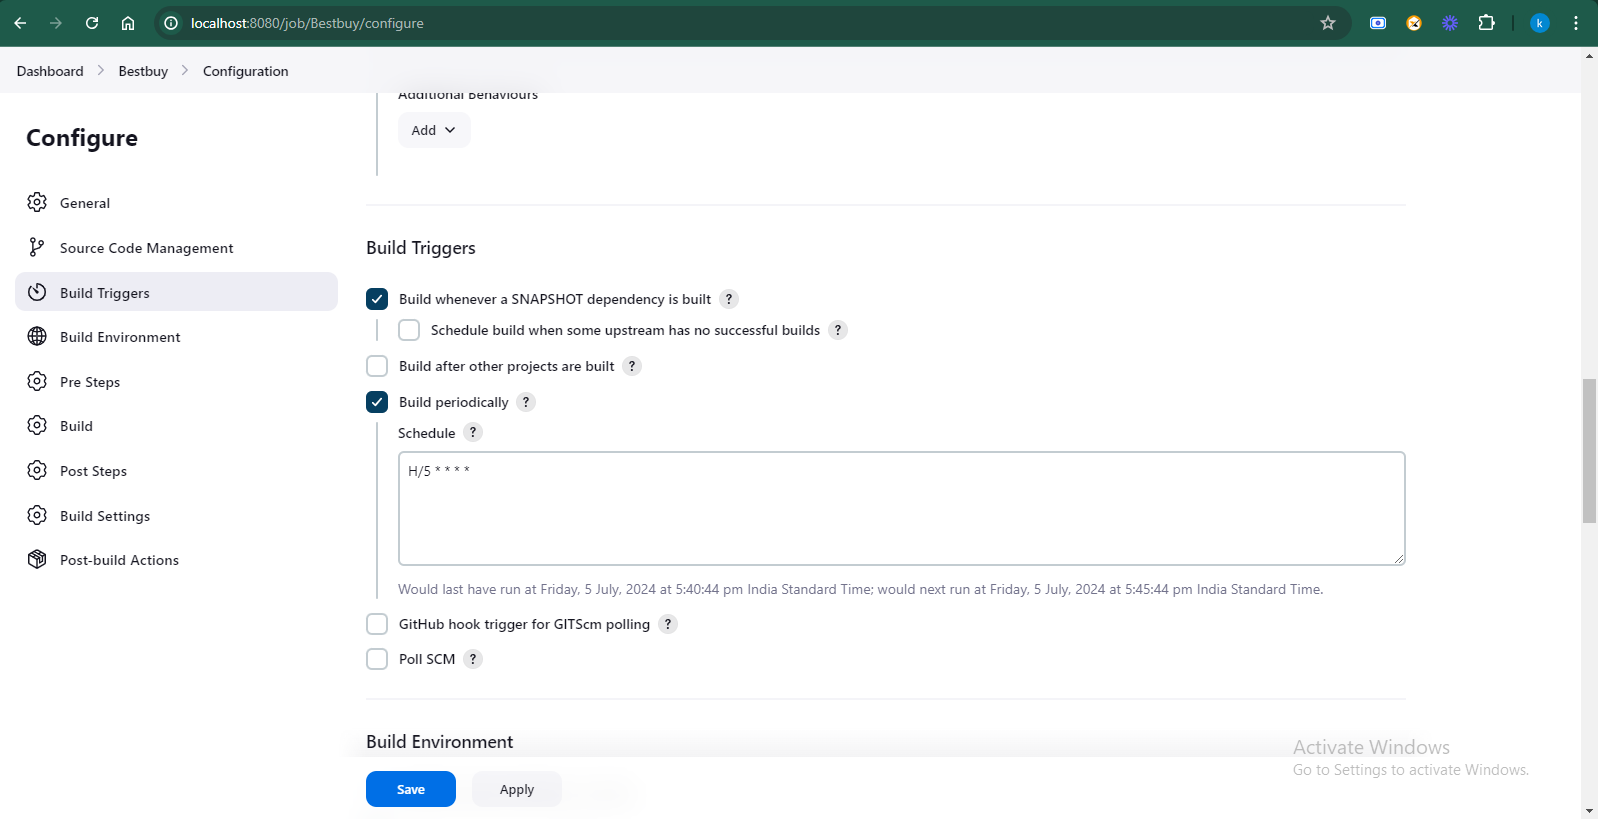 localhost:8080/job/Bestbuy/configure
k
Dashboard > Bestbuy > Configuration
Configure
General
Source Code Management
Build Triggers
Build Environment
Pre Steps
Build
Post Steps
Build Settings
Post-build Actions
Additional Behaviours
Add
Build Triggers
Build whenever a SNAPSHOT dependency is built ?
Schedule build when some upstream has no successful builds ?
Build after other projects are built ?
Build periodically ?
Schedule ?
H/5 * * * *
Would last have run at Friday, 5 July, 2024 at 5:40:44 pm India Standard Time; would next run at Friday, 5 July, 2024 at 5:45:44 pm India Standard Time.
GitHub hook trigger for GITScm polling ?
Poll SCM ?
Build Environment
Save Apply
Activate Windows
Go to Settings to activate Windows.